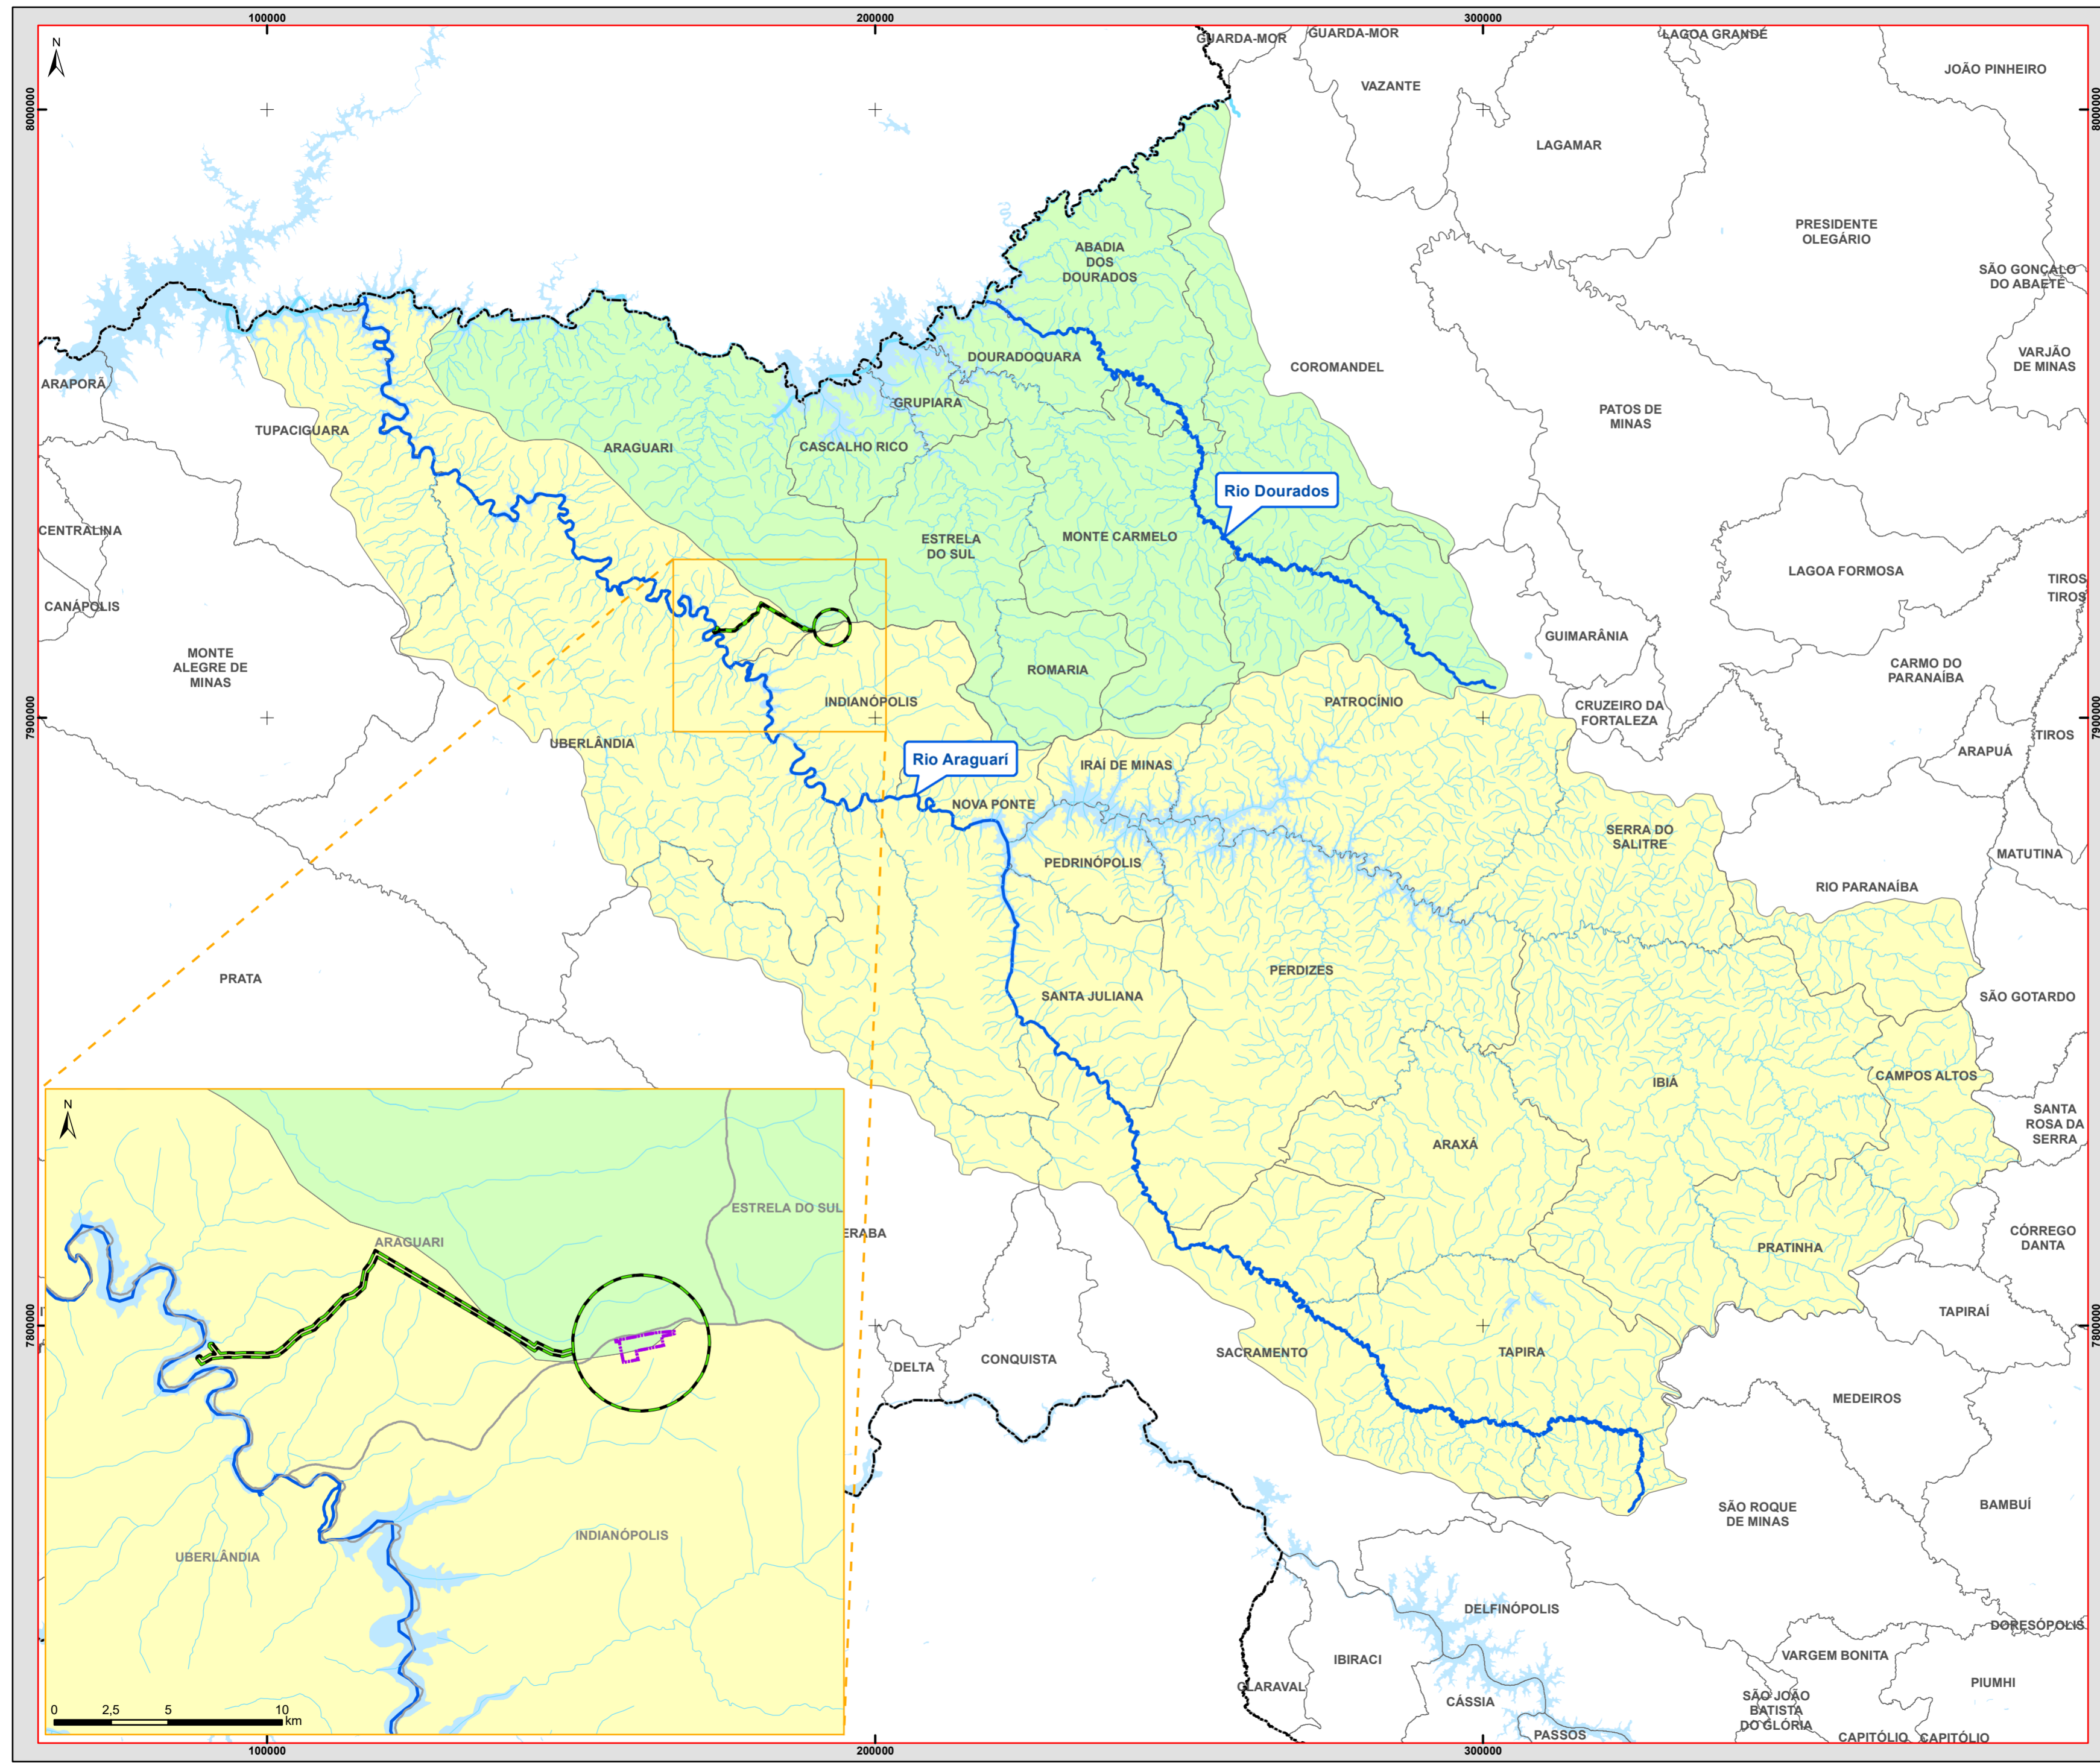 100000
200000
300000
N
GUARDA-MOR
GUARDA-MOR
LAGOA GRANDE
JOÃO PINHEIRO
VAZANTE
8000000
8000000
LAGAMAR
PRESIDENTE
OLEGÁRIO
ABADIA
DOS
DOURADOS
SÃO GONÇALO
DO ABAETÉ
DOURADOQUARA
VARJÃO
DE MINAS
COROMANDEL
ARAPORÃ
GRUPIARA
PATOS DE
MINAS
TUPACIGUARA
ARAGUARI
CASCALHO RICO
Rio Dourados
CENTRALINA
MONTE CARMELO
ESTRELA
DO SUL
LAGOA FORMOSA
TIROS
TIROS
CANÁPOLIS
GUIMARÂNIA
MONTE
ALEGRE DE
MINAS
ROMARIA
CARMO DO
PARANAÍBA
INDIANÓPOLIS
PATROCÍNIO
CRUZEIRO DA
FORTALEZA
7900000
7900000
TIROS
UBERLÂNDIA
ARAPUÁ
Rio Araguarí
IRAÍ DE MINAS
NOVA PONTE
SERRA DO
SALITRE
MATUTINA
PEDRINÓPOLIS
RIO PARANAÍBA
PRATA
PERDIZES
SANTA JULIANA
SÃO GOTARDO
IBIÁ
CAMPOS ALTOS
N
SANTA
ROSA DA
SERRA
ARAXÁ
ESTRELA DO SUL
ERABA
CÓRREGO
DANTA
ARAGUARI
PRATINHA
TAPIRAÍ
7800000
7800000
SACRAMENTO
TAPIRA
DELTA
CONQUISTA
MEDEIROS
SÃO ROQUE
DE MINAS
BAMBUÍ
INDIANÓPOLIS
UBERLÂNDIA
DELFINÓPOLIS
DORESÓPOLIS
IBIRACI
VARGEM BONITA
CLARAVAL
PIUMHI
CÁSSIA
SÃO JOÃO
BATISTA
DO GLÓRIA
0 2,5 5 10
km
PASSOS
CAPITÓLIO
CAPITÓLIO
100000
200000
300000